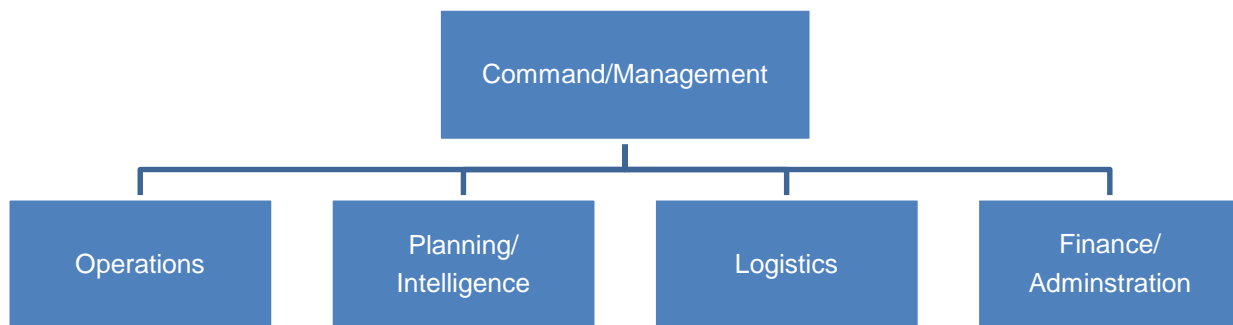 Command/Management
Operations
Planning/
Intelligence
Logistics
Finance/
Adminstration